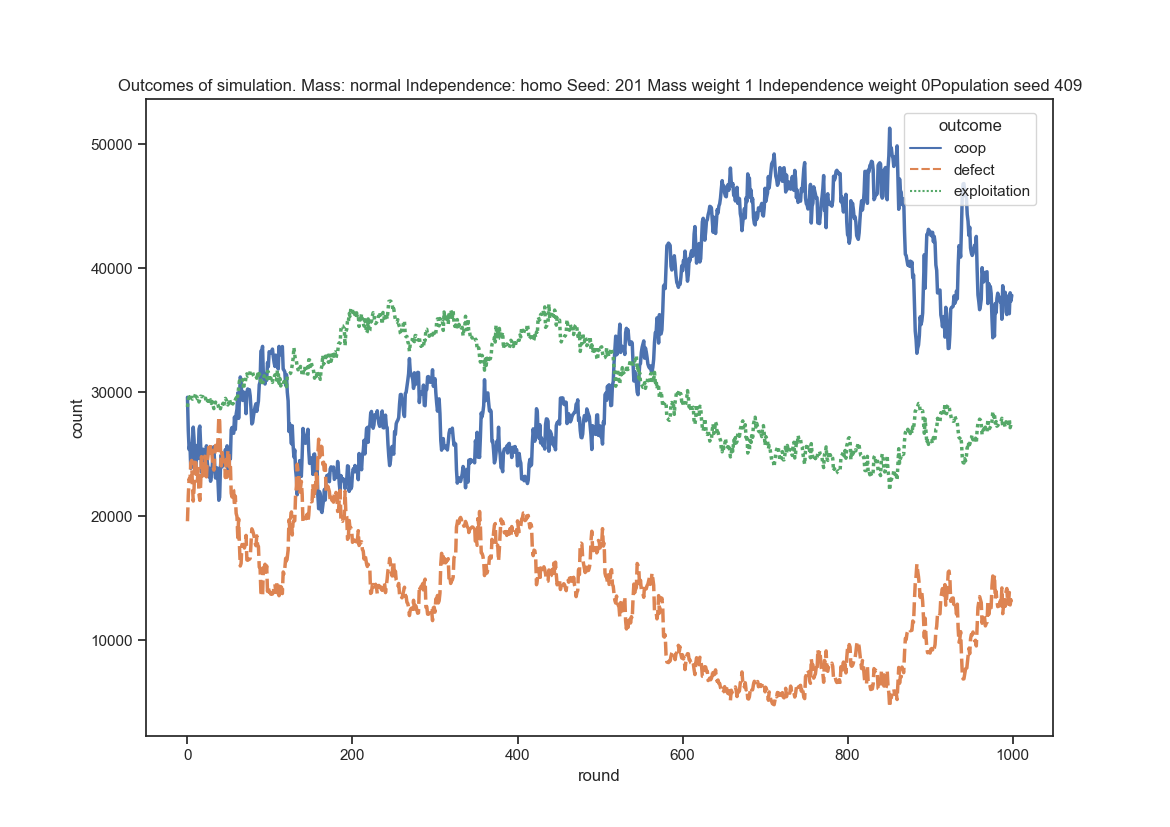 Outcomes of simulation. Mass: normal Independence: homo Seed: 201 Mass weight 1 Independence weight 0Population seed 409
outcome
coop
defect
exploitation
50000
40000
30000
20000
10000
count
0 200 400 600 800 1000
round